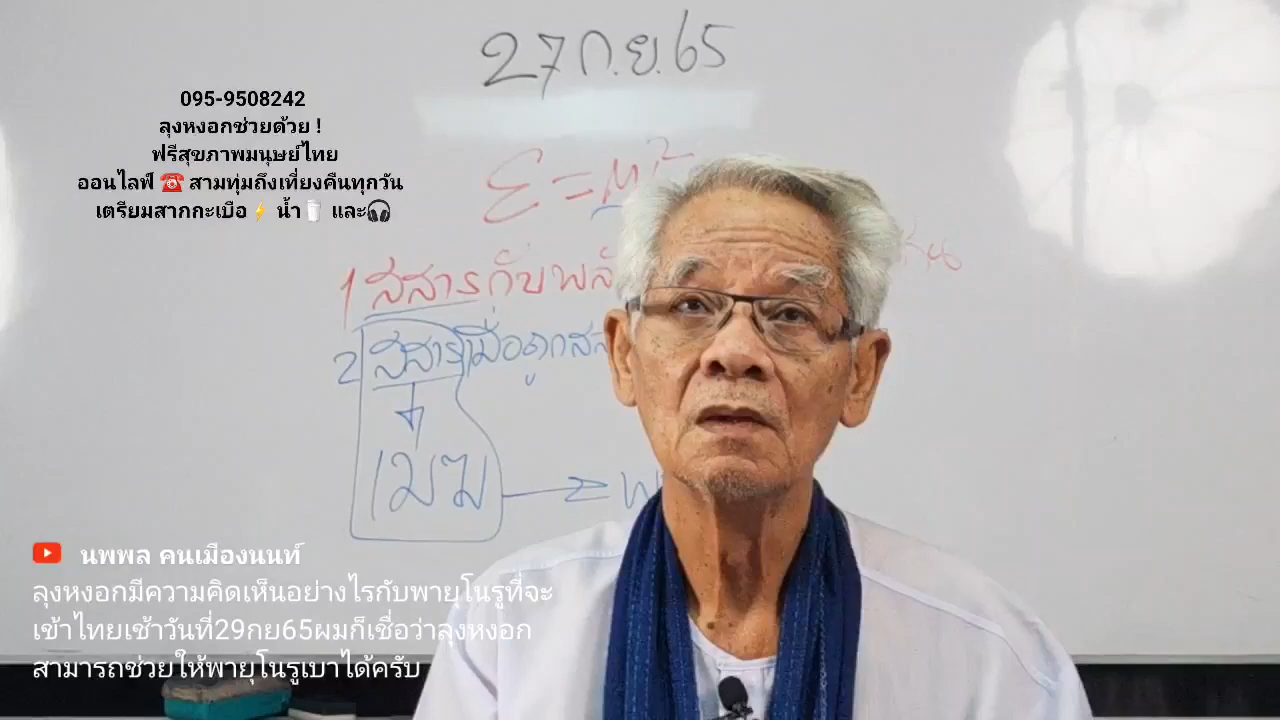 27 ก.ย. 65
095-9508242
ลุงหงอกช่วยด้วย !
ฟรีสุขภาพมนุษย์ไทย
ออนไลฟ์ ☎️ สามทุ่มถึงเที่ยงคืนทุกวัน
เตรียมสากกะเบือ⚡ น้ำ🥛 และ🎧
1 สสารกับพลั
2 สสารเมื่อถูกส
เมฆ
นพพล คนเมืองนนท์
ลุงหงอกมีความคิดเห็นอย่างไรกับพายุโนรูที่จะ
เข้าไทยเช้าวันที่29กย65ผมก็เชื่อว่าลุงหงอก
สามารถช่วยให้พายุโนรูเบาได้ครับ